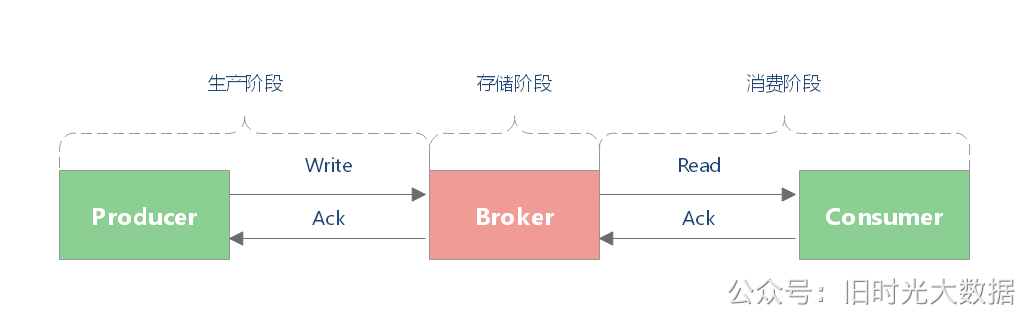 生产阶段 存储阶段 消费阶段
Write Read
Producer Broker Consumer
Ack Ack
公众号：旧时光大数据